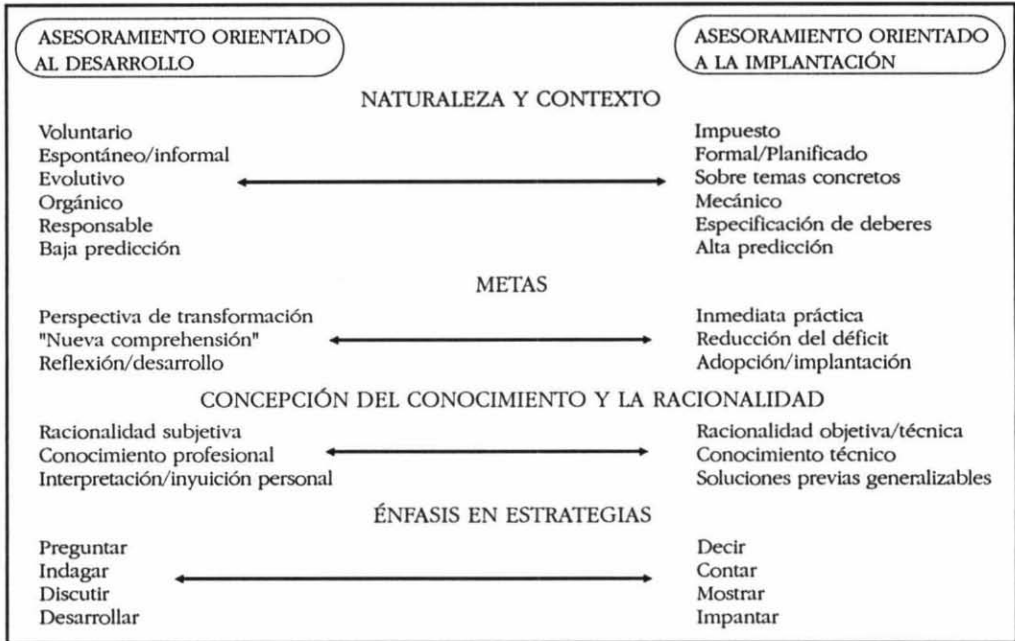 ASESORAMIENTO ORIENTADO
AL DESARROLLO
ASESORAMIENTO ORIENTADO
A LA IMPLANTACIÓN
NATURALEZA Y CONTEXTO
Voluntario
Espontáneo/informal
Evolutivo
Orgánico
Responsable
Baja predicción
Impuesto
Formal/Planificado
Sobre temas concretos
Mecánico
Especificación de deberes
Alta predicción
METAS
Perspectiva de transformación
"Nueva comprehensión"
Reflexión/desarrollo
Inmediata práctica
Reducción del déficit
Adopción/implantación
CONCEPCIÓN DEL CONOCIMIENTO Y LA RACIONALIDAD
Racionalidad subjetiva
Conocimiento profesional
Interpretación/inyuición personal
Racionalidad objetiva/técnica
Conocimiento técnico
Soluciones previas generalizables
ÉNFASIS EN ESTRATEGIAS
Preguntar
Indagar
Discutir
Desarrollar
Decir
Contar
Mostrar
Impantar